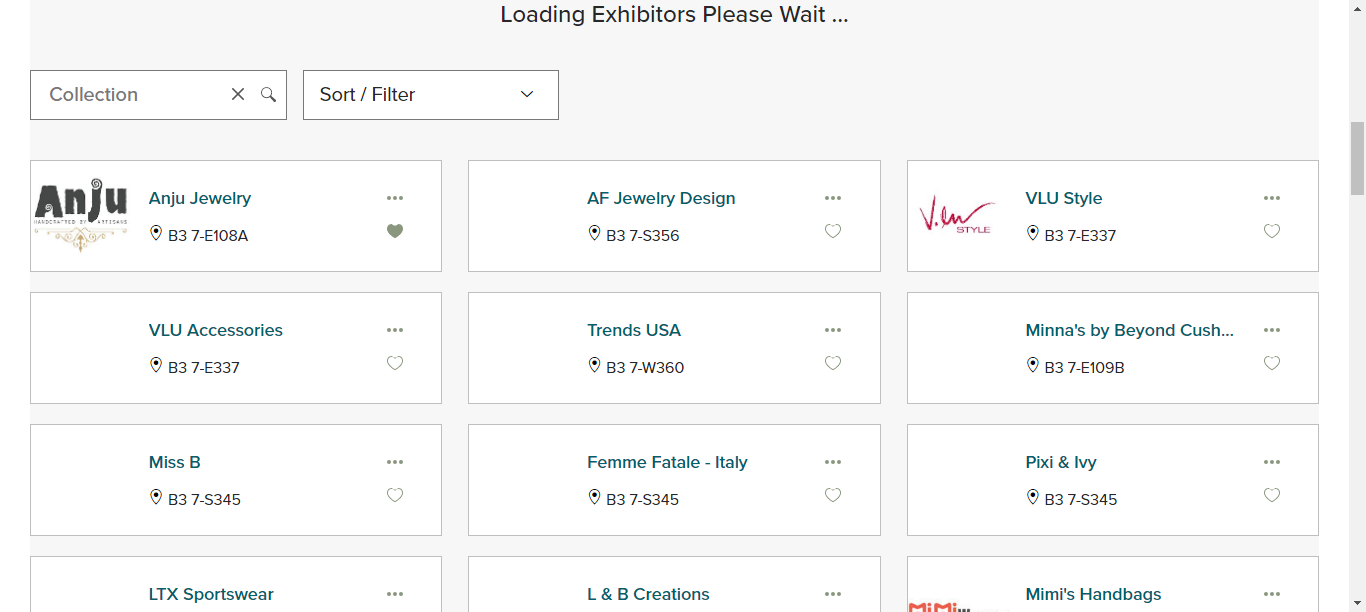 Loading Exhibitors Please Wait ...
Collection
Sort / Filter
Anju
HANDCRAFTED BY ARTISANS
Anju Jewelry
B3 7-E108A
AF Jewelry Design
B3 7-S356
V.lu
STYLE
VLU Style
B3 7-E337
VLU Accessories
B3 7-E337
Trends USA
B3 7-W360
Minna's by Beyond Cush...
B3 7-E109B
Miss B
B3 7-S345
Femme Fatale - Italy
B3 7-S345
Pixi & Ivy
B3 7-S345
LTX Sportswear
L & B Creations
MiMi
Mimi's Handbags